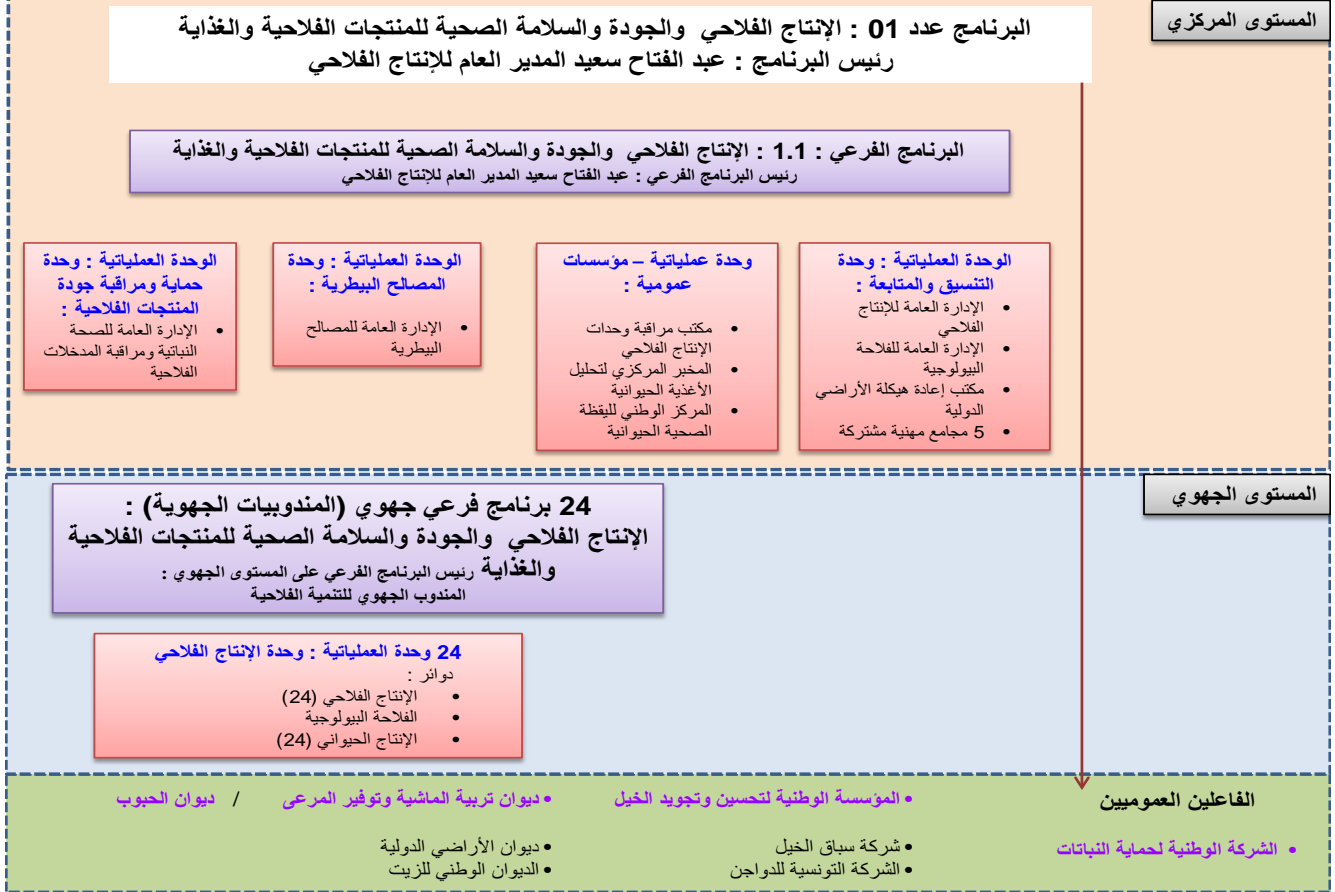 المستوى المركزي
البرنامج عدد 01 : الإنتاج الفلاحي والجودة والسلامة الصحية للمنتجات الفلاحية والغذاية
رئيس البرنامج : عبد الفتاح سعيد المدير العام للإنتاج الفلاحي
البرنامج الفرعي : 1.1 : الإنتاج الفلاحي والجودة والسلامة الصحية للمنتجات الفلاحية والغذاية
رئيس البرنامج الفرعي : عبد الفتاح سعيد المدير العام للإنتاج الفلاحي
الوحدة العملياتية : وحدة
التنسيق والمتابعة :
• الإدارة العامة للإنتاج
الفلاحي
• الإدارة العامة للفلاحة
البيولوجية
• مكتب إعادة هيكلة الأراضي
الدولية
• 5 مجامع مهنية مشتركة
وحدة عملياتية – مؤسسات
عمومية :
• مكتب مراقبة وحدات
الإنتاج الفلاحي
• المخبر المركزي لتحليل
الأغذية الحيوانية
• المركز الوطني لليقظة
الصحية الحيوانية
الوحدة العملياتية : وحدة
المصالح البيطرية :
• الإدارة العامة للمصالح
البيطرية
الوحدة العملياتية : وحدة
حماية ومراقبة جودة
المنتجات الفلاحية :
• الإدارة العامة للصحة
النباتية ومراقبة المدخلات
الفلاحية
المستوى الجهوي
24 برنامج فرعي جهوي (المندوبيات الجهوية) :
الإنتاج الفلاحي والجودة والسلامة الصحية للمنتجات الفلاحية
والغذاية رئيس البرنامج الفرعي على المستوى الجهوي :
المندوب الجهوي للتنمية الفلاحية
24 وحدة العملياتية : وحدة الإنتاج الفلاحي
دوائر :
• الإنتاج الفلاحي (24)
• الفلاحة البيولوجية
• الإنتاج الحيواني (24)
الفاعلين العموميين
• الشركة الوطنية لحماية النباتات
• المؤسسة الوطنية لتحسين وتجويد الخيل
• شركة سباق الخيل
• الشركة التونسية للدواجن
• ديوان تربية الماشية وتوفير المرعى / ديوان الحبوب
• ديوان الأراضي الدولية
• الديوان الوطني للزيت